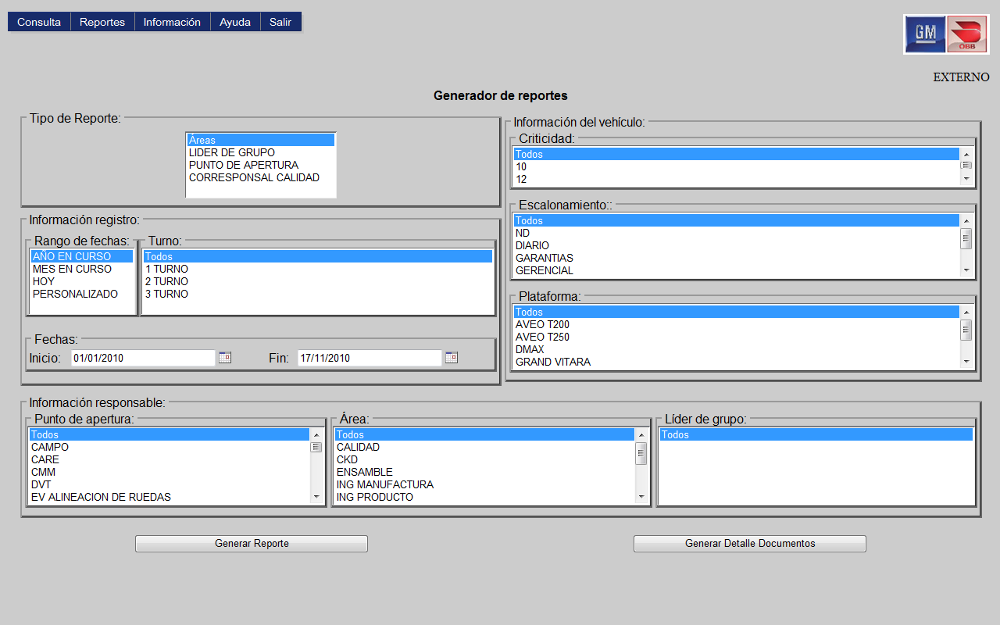 Consulta Reportes Información Ayuda Salir
GM
OBB
EXTERNO
Generador de reportes
Tipo de Reporte:
Áreas
LIDER DE GRUPO
PUNTO DE APERTURA
CORRESPONSAL CALIDAD
Información registro:
Rango de fechas:
AÑO EN CURSO
MES EN CURSO
HOY
PERSONALIZADO
Turno:
Todos
1 TURNO
2 TURNO
3 TURNO
Fechas:
Inicio: 01/01/2010 Fin: 17/11/2010
Información del vehículo:
Criticidad:
Todos
10
12
Escalonamiento::
Todos
ND
DIARIO
GARANTIAS
GERENCIAL
Plataforma:
Todos
AVEO T200
AVEO T250
DMAX
GRAND VITARA
Información responsable:
Punto de apertura:
Todos
CAMPO
CARE
CMM
DVT
EV ALINEACION DE RUEDAS
Área:
Todos
CALIDAD
CKD
ENSAMBLE
ING MANUFACTURA
ING PRODUCTO
Líder de grupo:
Todos
Generar Reporte
Generar Detalle Documentos